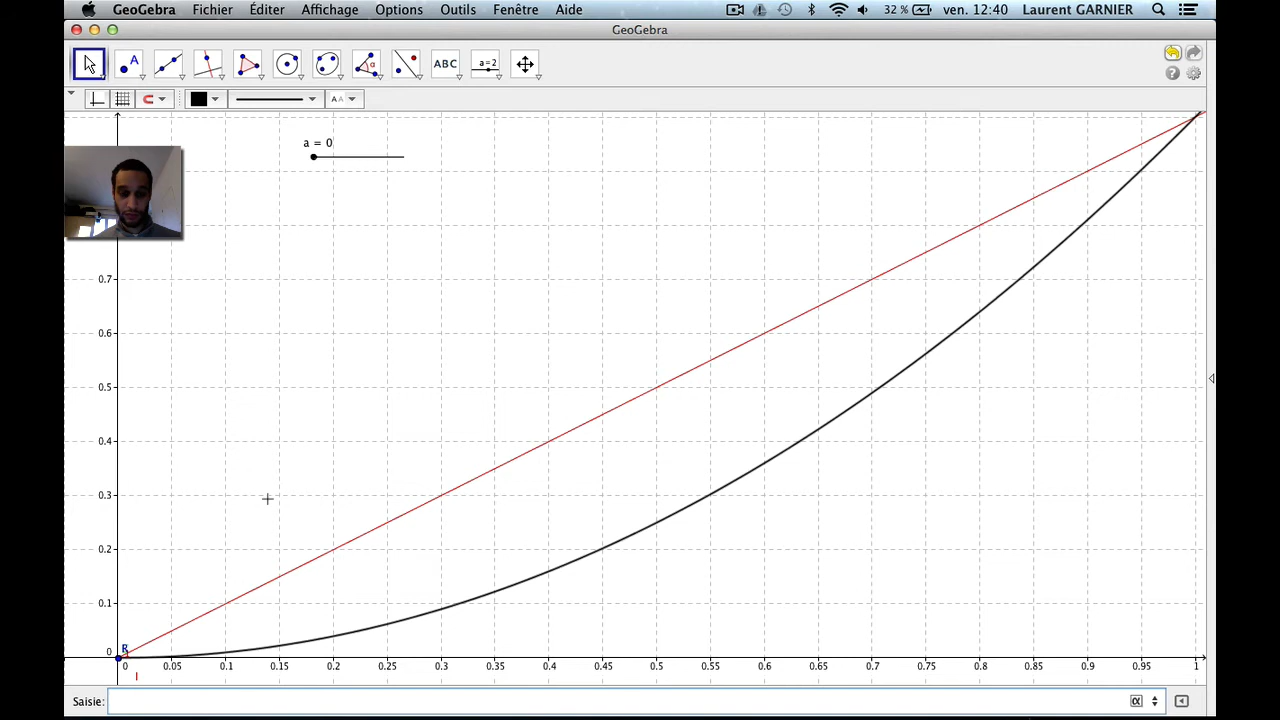 GeoGebra Fichier Éditer Affichage Options Outils Fenêtre Aide 32 % ven. 12:40 Laurent GARNIER
GeoGebra
A α ABC a = 2
A A
a = 0
0.7
0.6
0.5
0.4
0.3
0.2
0.1
0
R
0 0.05 0.1 0.15 0.2 0.25 0.3 0.35 0.4 0.45 0.5 0.55 0.6 0.65 0.7 0.75 0.8 0.85 0.9 0.95 1
I
Saisie: α